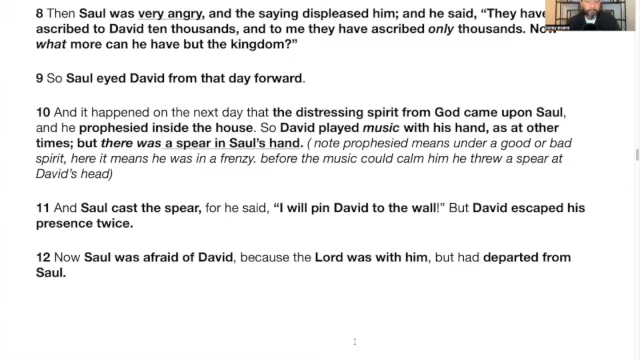 8 Then Saul was very angry, and the saying displeased him; and he said, “They have
ascribed to David ten thousands, and to me they have ascribed only thousands. Now
what more can he have but the kingdom?”
9 So Saul eyed David from that day forward.
10 And it happened on the next day that the distressing spirit from God came upon Saul,
and he prophesied inside the house. So David played music with his hand, as at other
times; but there was a spear in Saul’s hand. ( note prophesied means under a good or bad
spirit, here it means he was in a frenzy. before the music could calm him he threw a spear at
David’s head)
11 And Saul cast the spear, for he said, “I will pin David to the wall!” But David escaped his
presence twice.
12 Now Saul was afraid of David, because the Lord was with him, but had departed from
Saul.